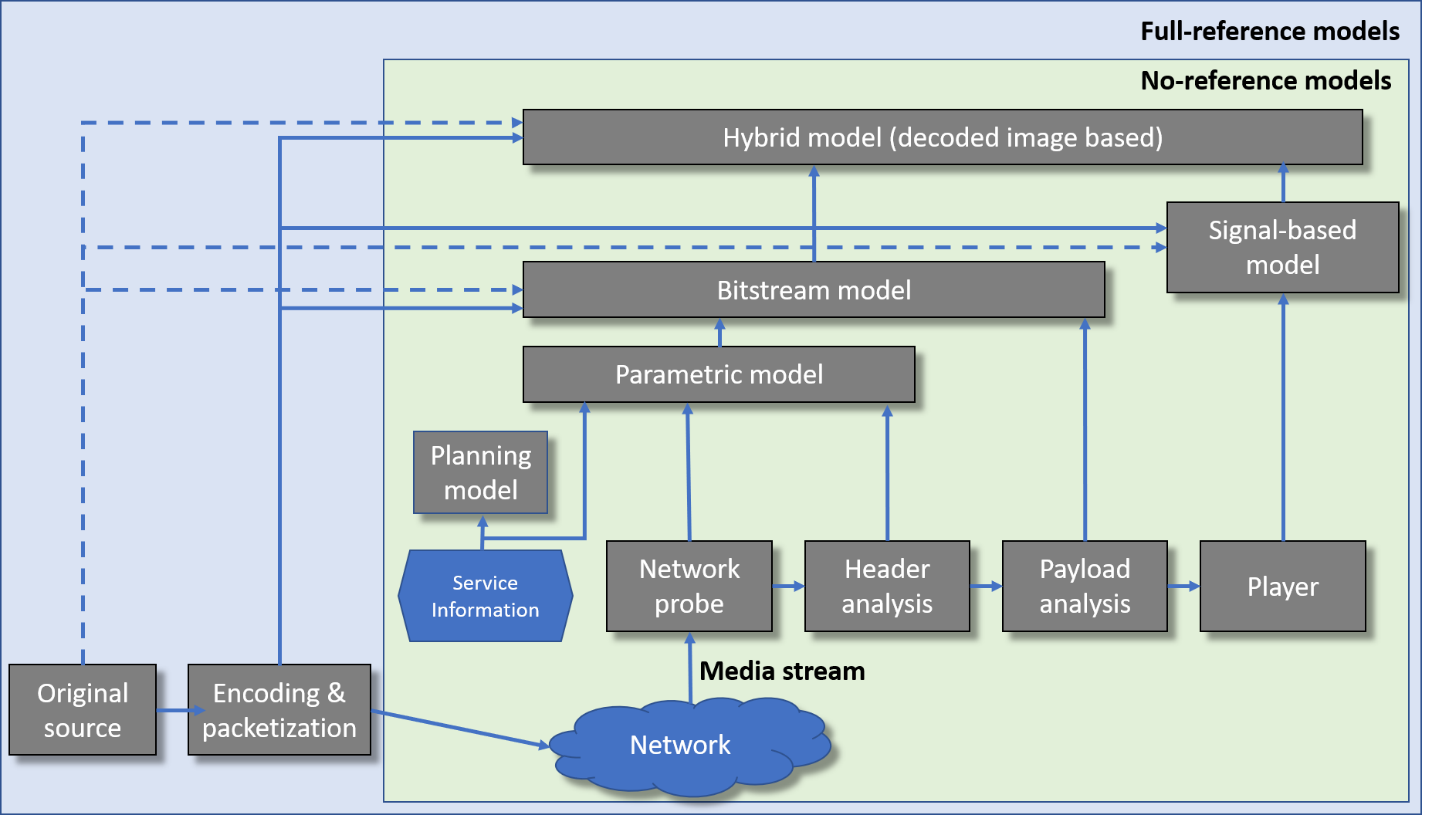 Full-reference models
No-reference models
Hybrid model (decoded image based)
Signal-based
model
Bitstream model
Parametric model
Planning
model
Service
Information
Network
probe
Header
analysis
Payload
analysis
Player
Media stream
Original
source
Encoding &
packetization
Network